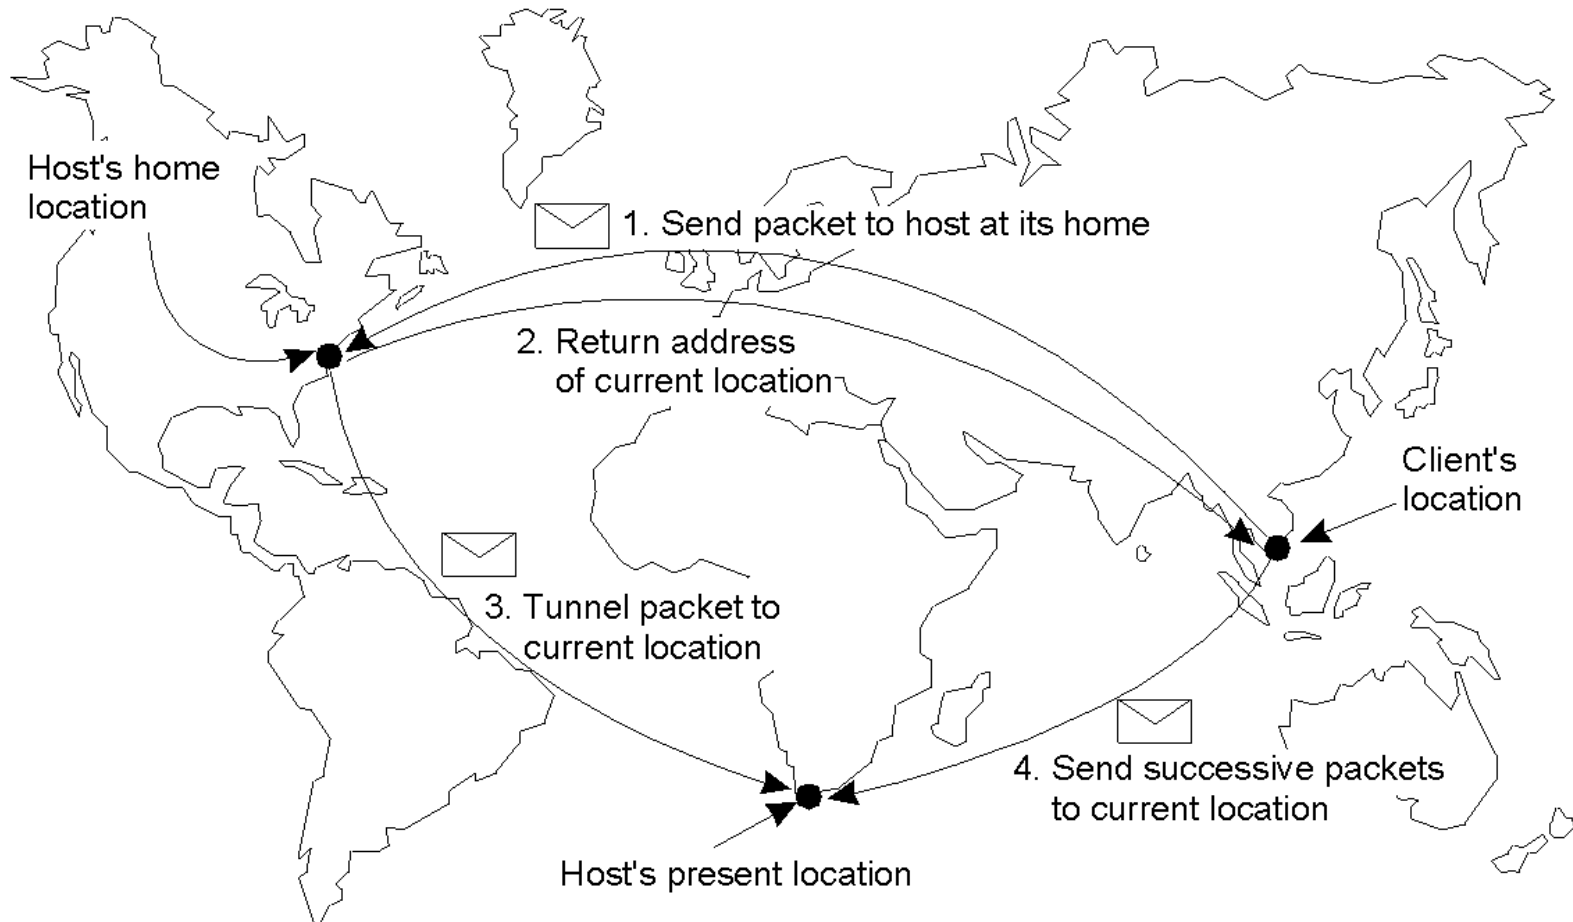 Host's home
location
1. Send packet to host at its home
2. Return address
of current location
Client's
location
3. Tunnel packet to
current location
4. Send successive packets
to current location
Host's present location